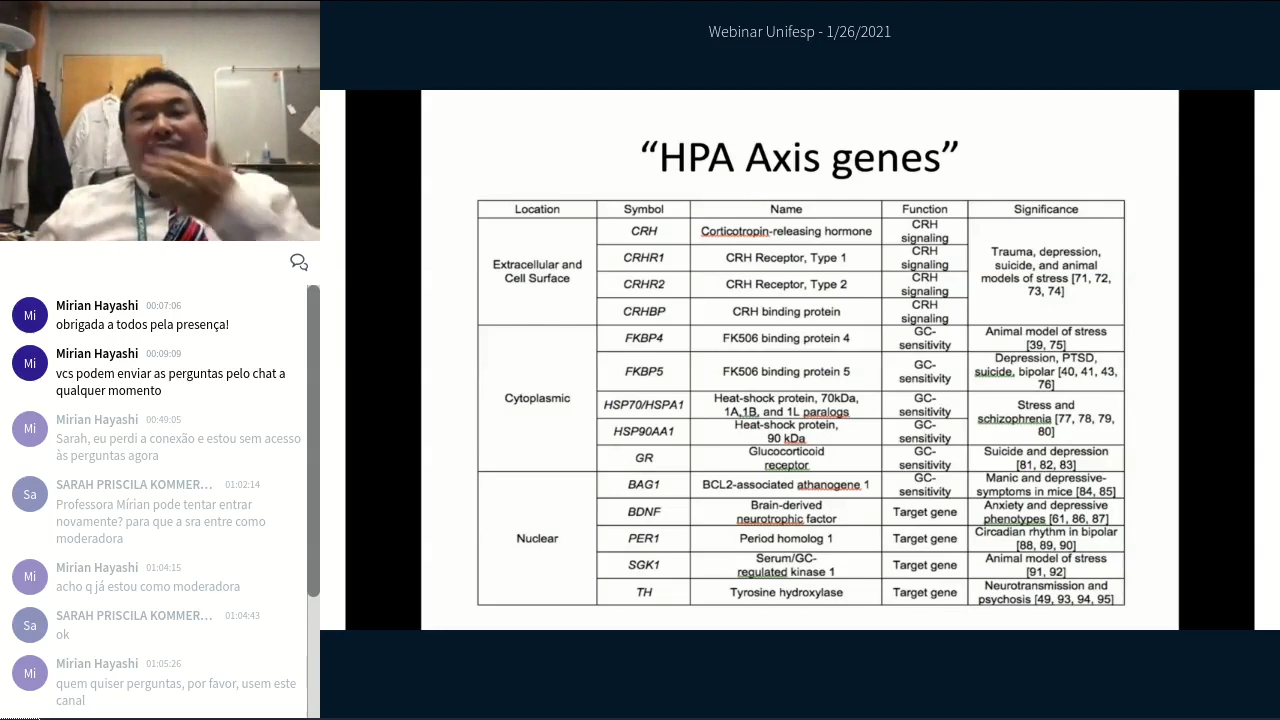 Webinar Unifesp - 1/26/2021
Mi
Mirian Hayashi 00:07:06
obrigada a todos pela presença!
Mi
Mirian Hayashi 00:09:09
vcs podem enviar as perguntas pelo chat a
qualquer momento
Mi
Mirian Hayashi 00:49:05
Sarah, eu perdi a conexão e estou sem acesso
às perguntas agora
Sa
SARAH PRISCILA KOMMER... 01:02:14
Professora Mírian pode tentar entrar
novamente? para que a sra entre como
moderadora
Mi
Mirian Hayashi 01:04:15
acho q já estou como moderadora
Sa
SARAH PRISCILA KOMMER... 01:04:43
ok
Mi
Mirian Hayashi 01:05:26
quem quiser perguntas, por favor, usem este
canal
“HPA Axis genes”
Location Symbol Name Function Significance
Extracellular and
Cell Surface
CRH Corticotropin-releasing hormone CRH
signaling
CRHR1 CRH Receptor, Type 1 CRH
signaling
CRHR2 CRH Receptor, Type 2 CRH
signaling
CRHBP CRH binding protein CRH
signaling
Trauma, depression,
suicide, and animal
models of stress [71, 72,
73, 74]
Cytoplasmic
FKBP4 FK506 binding protein 4 GC-
sensitivity
Animal model of stress
[39, 75]
FKBP5 FK506 binding protein 5 GC-
sensitivity
Depression, PTSD,
suicide, bipolar [40, 41, 43,
76]
HSP70/HSPA1 Heat-shock protein, 70kDa,
1A,1B, and 1L paralogs
GC-
sensitivity
HSP90AA1 Heat-shock protein,
90 kDa
GC-
sensitivity
Stress and
schizophrenia [77, 78, 79,
80]
GR Glucocorticoid
receptor
GC-
sensitivity
Suicide and depression
[81, 82, 83]
Nuclear
BAG1 BCL2-associated athanogene 1 GC-
sensitivity
Manic and depressive-
symptoms in mice [84, 85]
BDNF Brain-derived
neurotrophic factor
Target gene
Anxiety and depressive
phenotypes [61, 86, 87]
PER1 Period homolog 1 Target gene
Circadian rhythm in bipolar
[88, 89, 90]
SGK1 Serum/GC-
regulated kinase 1
Target gene
Animal model of stress
[91, 92]
TH Tyrosine hydroxylase Target gene
Neurotransmission and
psychosis [49, 93, 94, 95]